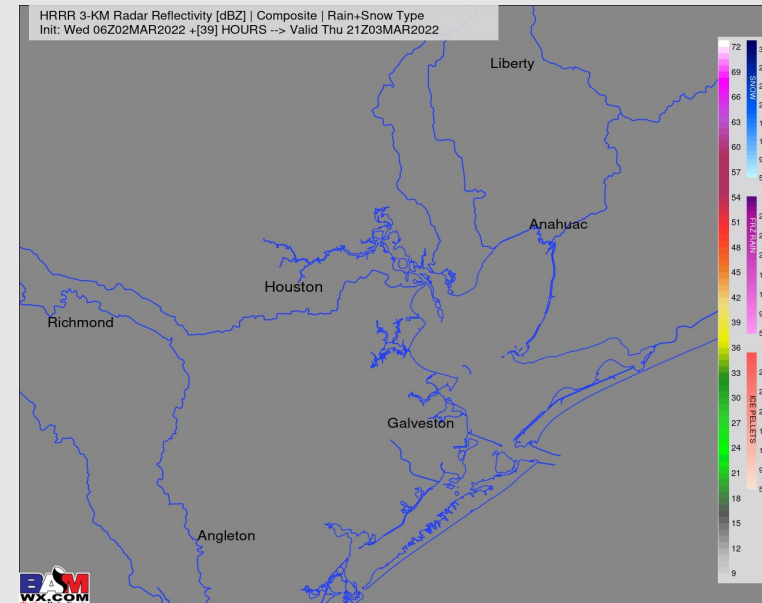 HRRR 3-KM Radar Reflectivity [dBZ] | Composite | Rain+Snow Type
Init: Wed 06Z02MAR2022 +[39] HOURS --> Valid Thu 21Z03MAR2022
Liberty
Anahuac
Houston
Richmond
Galveston
Angleton
72
69
66
63
60
57
54
51
48
45
42
39
36
33
30
27
24
21
18
15
12
9
SNOW
FRZ RAIN
ICE PELLETS
BAM
WX.COM